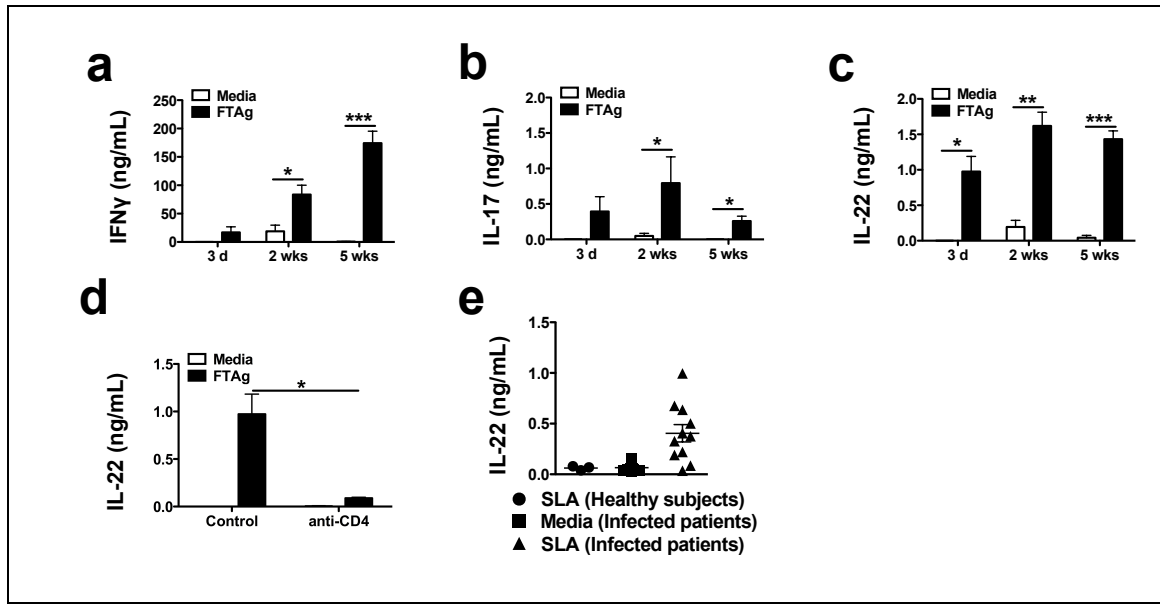 a
IFNγ (ng/mL)
Media
FTAg
250
200
150
100
50
0
*
***
3 d 2 wks 5 wks
b
IL-17 (ng/mL)
Media
FTAg
2.0
1.5
1.0
0.5
0.0
*
*
3 d 2 wks 5 wks
c
IL-22 (ng/mL)
Media
FTAg
2.0
1.5
1.0
0.5
0.0
*
**
***
3 d 2 wks 5 wks
d
IL-22 (ng/mL)
Media
FTAg
1.5
1.0
0.5
0.0
*
Control anti-CD4
e
IL-22 (ng/mL)
1.5
1.0
0.5
0.0
SLA (Healthy subjects)
Media (Infected patients)
SLA (Infected patients)